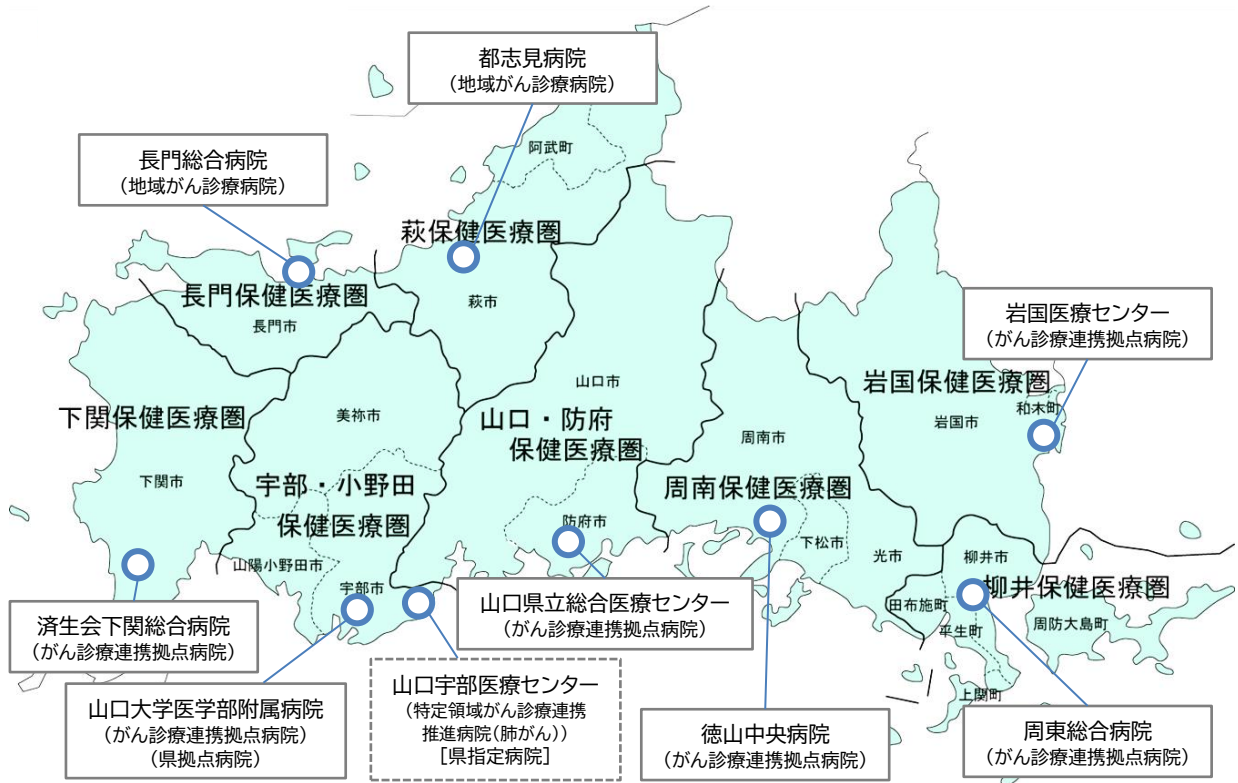 都志見病院
(地域がん診療病院)
長門総合病院
(地域がん診療病院)
阿武町
萩保健医療圏
長門保健医療圏
萩市
長門市
岩国医療センター
(がん診療連携拠点病院)
山口市
岩国保健医療圏
和木町
岩国市
下関保健医療圏
美祢市
山口・防府
保健医療圏
周南市
下関市
宇部・小野田
保健医療圏
周南保健医療圏
防府市
下松市
光市
柳井市
山陽小野田市
宇部市
柳井保健医療圏
田布施町
平生町
周防大島町
上関町
済生会下関総合病院
(がん診療連携拠点病院)
山口県立総合医療センター
(がん診療連携拠点病院)
山口大学医学部附属病院
(がん診療連携拠点病院)
(県拠点病院)
山口宇部医療センター
(特定領域がん診療連携
推進病院(肺がん))
[県指定病院]
徳山中央病院
(がん診療連携拠点病院)
周東総合病院
(がん診療連携拠点病院)